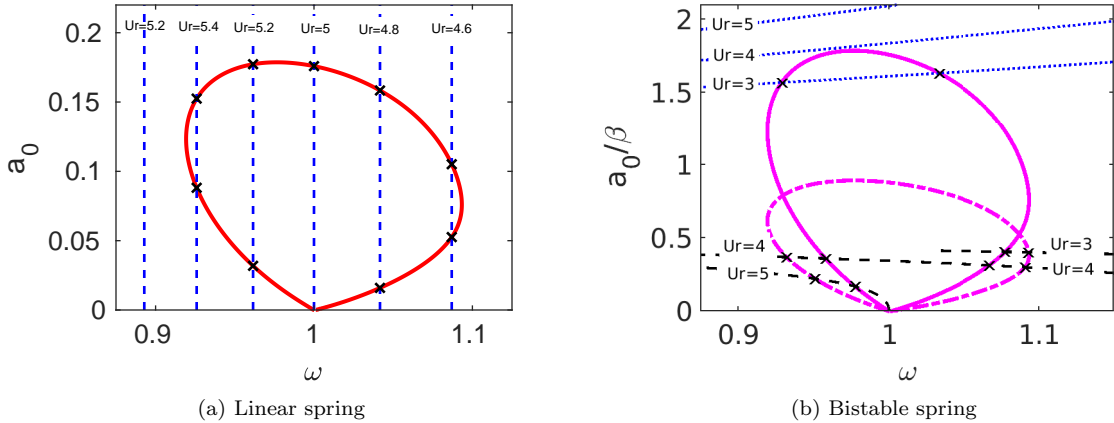 Ur=5.2 Ur=5.4 Ur=5.2 Ur=5 Ur=4.8 Ur=4.6
0.2
0.15
0.1
0.05
0
a0
0.9 1 1.1
ω
(a) Linear spring
2
1.5
1
0.5
0
a0/β
Ur=5
Ur=4
Ur=3
Ur=4
Ur=3
Ur=5
Ur=4
0.9 1 1.1
ω
(b) Bistable spring